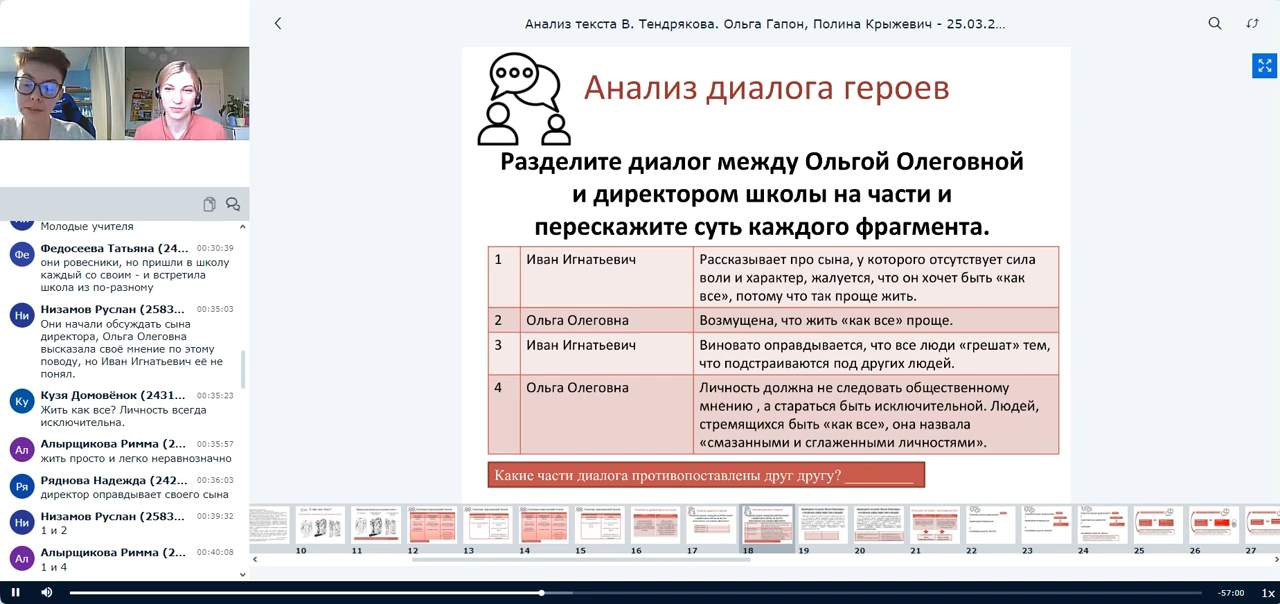 Анализ текста В. Тендрякова. Ольга Гапон, Полина Крыжевич - 25.03.2...
Молодые учителя
Фе
Федосеева Татьяна (24...
00:30:39
они ровесники, но пришли в школу
каждый со своим - и встретила
школа из по-разному
Ни
Низамов Руслан (2583...
00:35:03
Они начали обсуждать сына
директора, Ольга Олеговна
высказала своё мнение по этому
поводу, но Иван Игнатьевич её не
понял.
Ку
Кузя Домовёнок (2431...
00:35:23
Жить как все? Личность всегда
исключительна.
Ал
Алырщикова Римма (2...
00:35:57
жить просто и легко неравнозначно
Ря
Ряднова Надежда (242...
00:36:03
директор оправдывает своего сына
Ни
Низамов Руслан (2583...
00:39:32
1 и 2
Ал
Алырщикова Римма (2...
00:40:08
1 и 4
Анализ диалога героев
Разделите диалог между Ольгой Олеговной
и директором школы на части и
перескажите суть каждого фрагмента.
1
Иван Игнатьевич
Рассказывает про сына, у которого отсутствует сила
воли и характер, жалуется, что он хочет быть «как
все», потому что так проще жить.
2
Ольга Олеговна
Возмущена, что жить «как все» проще.
3
Иван Игнатьевич
Виновато оправдывается, что все люди «грешат» тем,
что подстраиваются под других людей.
4
Ольга Олеговна
Личность должна не следовать общественному
мнению , а стараться быть исключительной. Людей,
стремящихся быть «как все», она назвала
«смазанными и сглаженными личностями».
Какие части диалога противопоставлены друг другу? _________
10 11 12 13 14 15 16 17 18 19 20 21 22 23 24 25 26 27
-57:00
1x